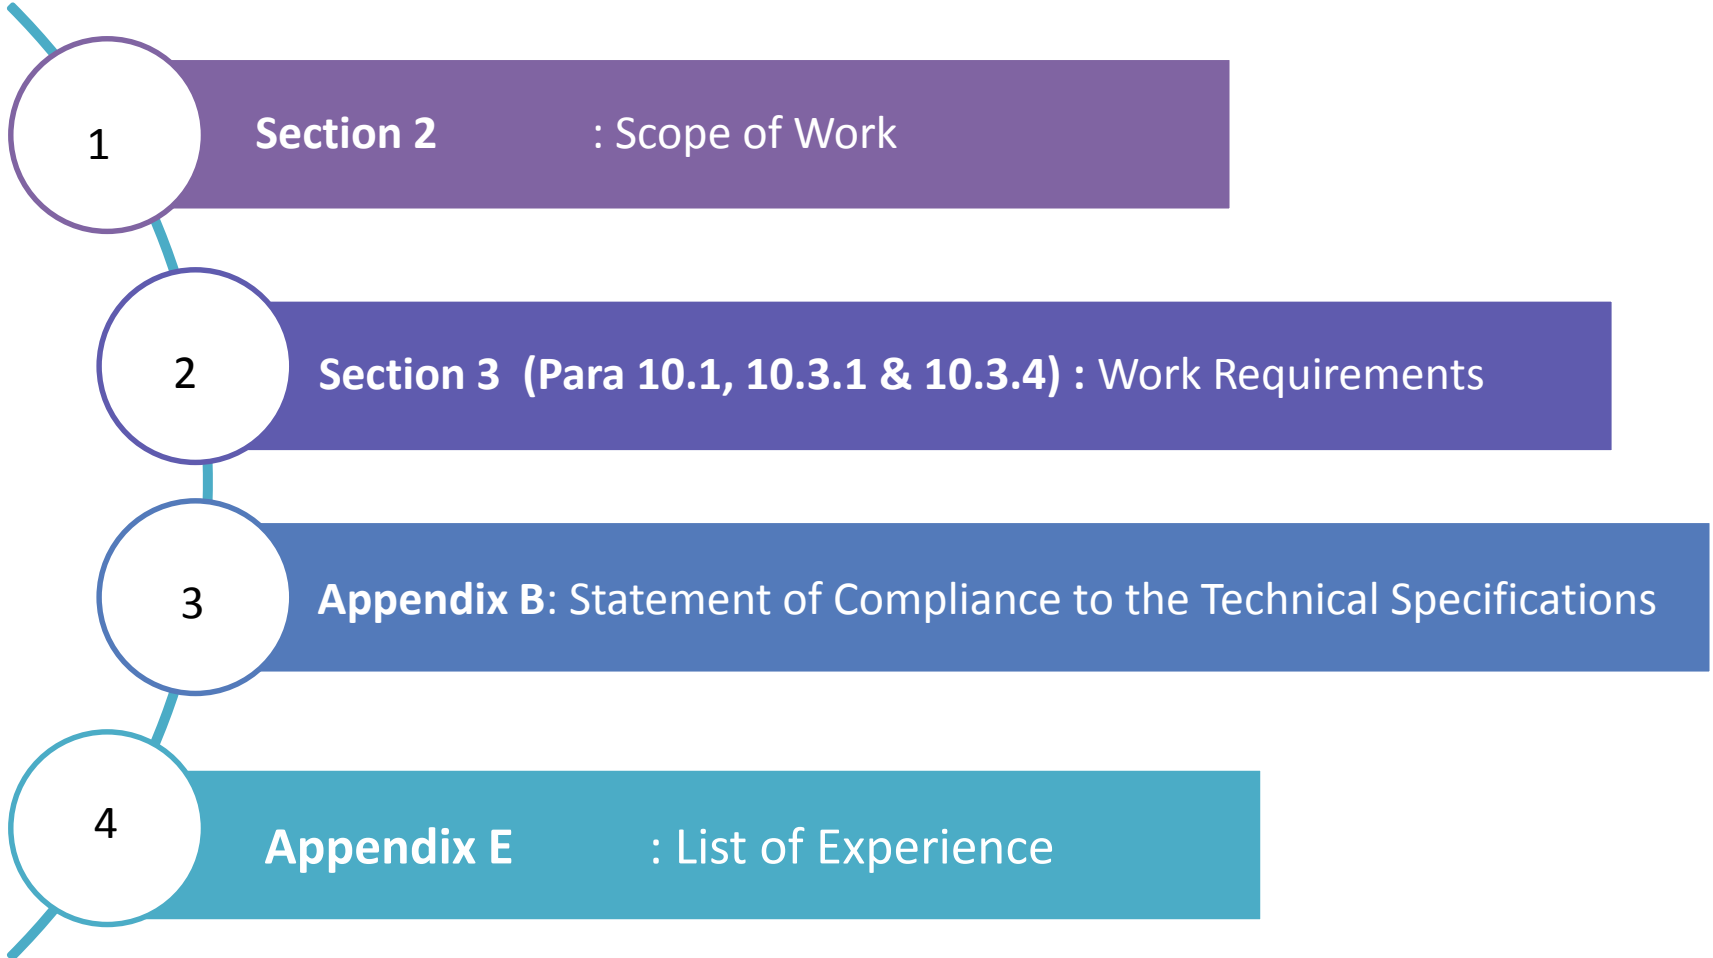 1
Section 2 : Scope of Work
2
Section 3 (Para 10.1, 10.3.1 & 10.3.4) : Work Requirements
3
Appendix B: Statement of Compliance to the Technical Specifications
4
Appendix E : List of Experience